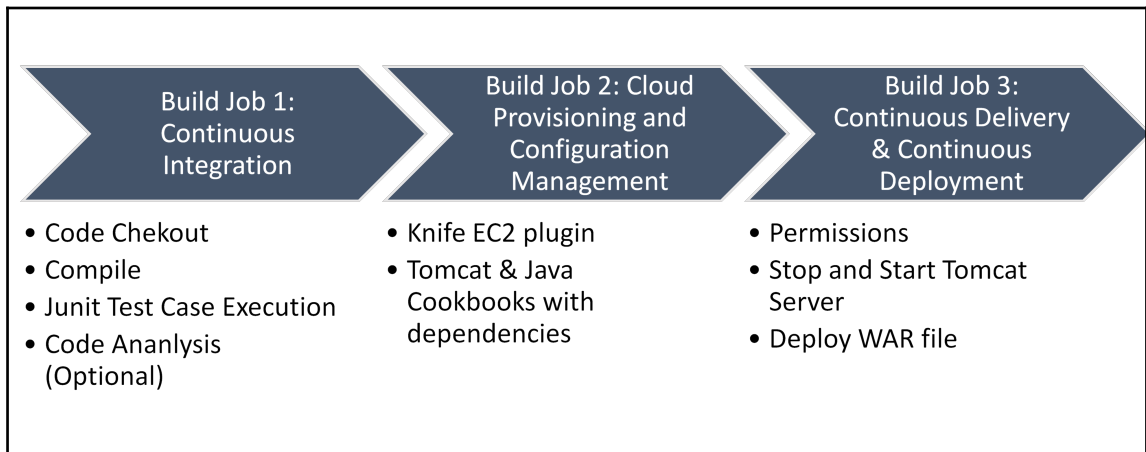 Build Job 1:
Continuous
Integration
Build Job 2: Cloud
Provisioning and
Configuration
Management
Build Job 3:
Continuous Delivery
& Continuous
Deployment
• Code Chekout
• Compile
• Junit Test Case Execution
• Code Ananlysis
(Optional)
• Knife EC2 plugin
• Tomcat & Java
Cookbooks with
dependencies
• Permissions
• Stop and Start Tomcat
Server
• Deploy WAR file